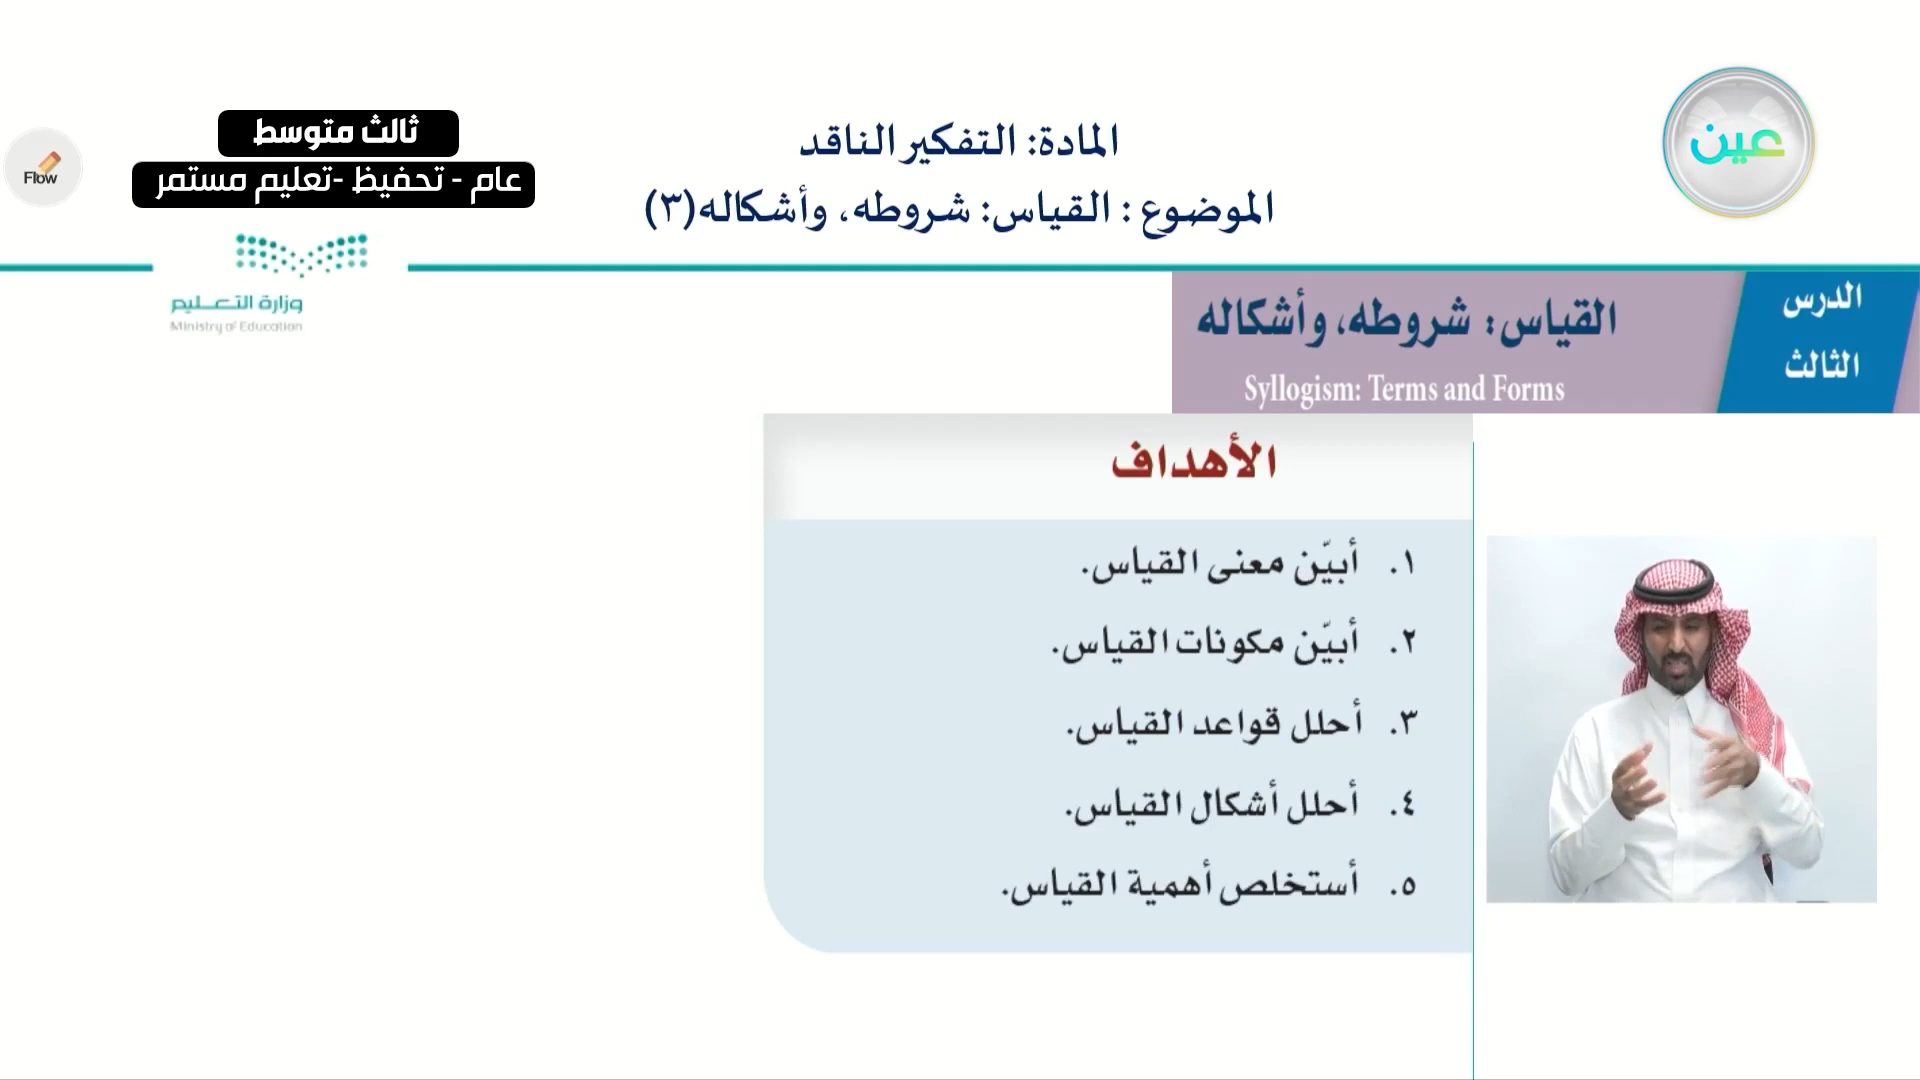 عين
المادة: التفكير الناقد
الموضوع : القياس: شروطه، وأشكاله(٣)
ثالث متوسط
عام - تحفيظ -تعليم مستمر
Flow
وزارة التعليم
Ministry of Education
الدرس
الثالث
القياس: شروطه، وأشكاله
Syllogism: Terms and Forms
الأهداف
١. أبيّن معنى القياس.
٢. أبيّن مكونات القياس.
٣. أحلل قواعد القياس.
٤. أحلل أشكال القياس.
٥. أستخلص أهمية القياس.